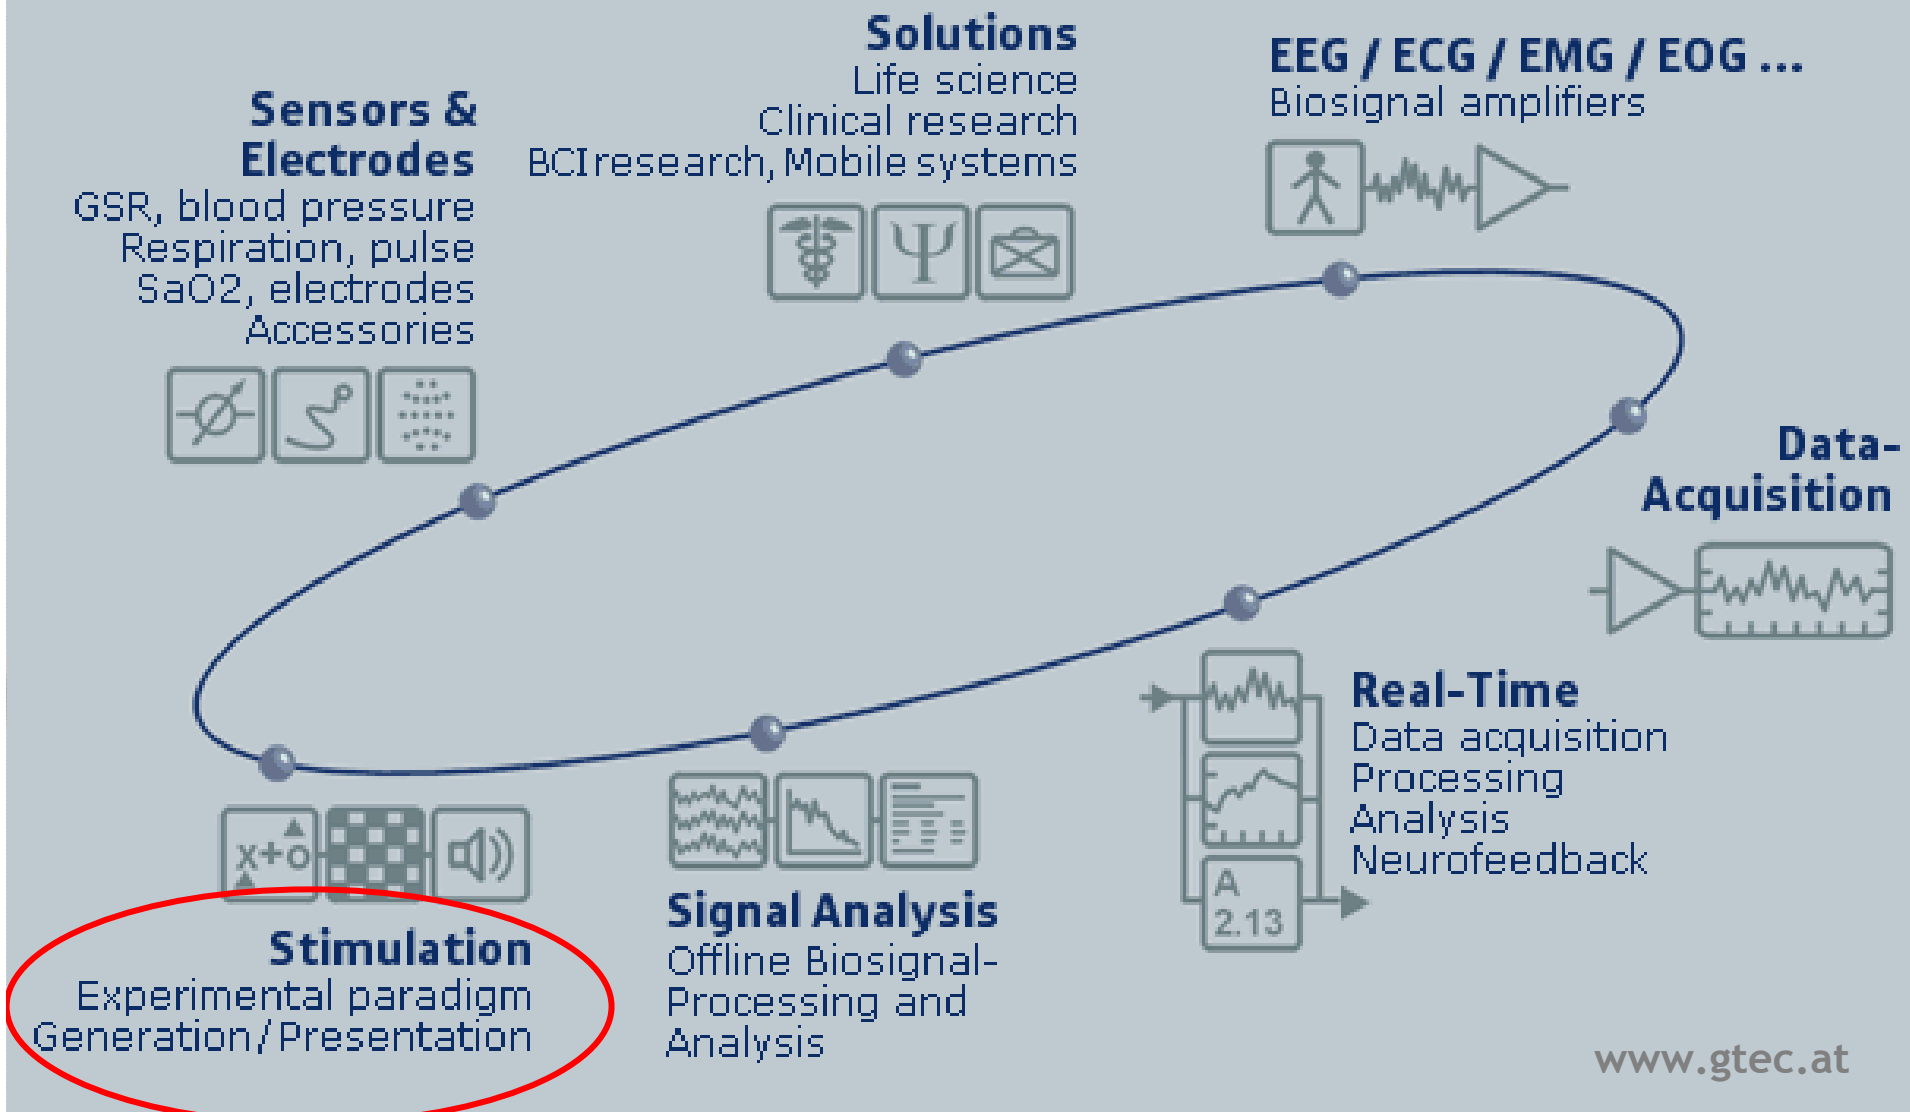 Solutions
Life science
Clinical research
BCI research, Mobile systems
EEG / ECG / EMG / EOG ...
Biosignal amplifiers
Sensors &
Electrodes
GSR, blood pressure
Respiration, pulse
SaO2, electrodes
Accessories
Ψ
Data-
Acquisition
Real-Time
Data acquisition
Processing
Analysis
Neurofeedback
A
2.13
x+o
Stimulation
Experimental paradigm
Generation/Presentation
Signal Analysis
Offline Biosignal-
Processing and
Analysis
www.gtec.at